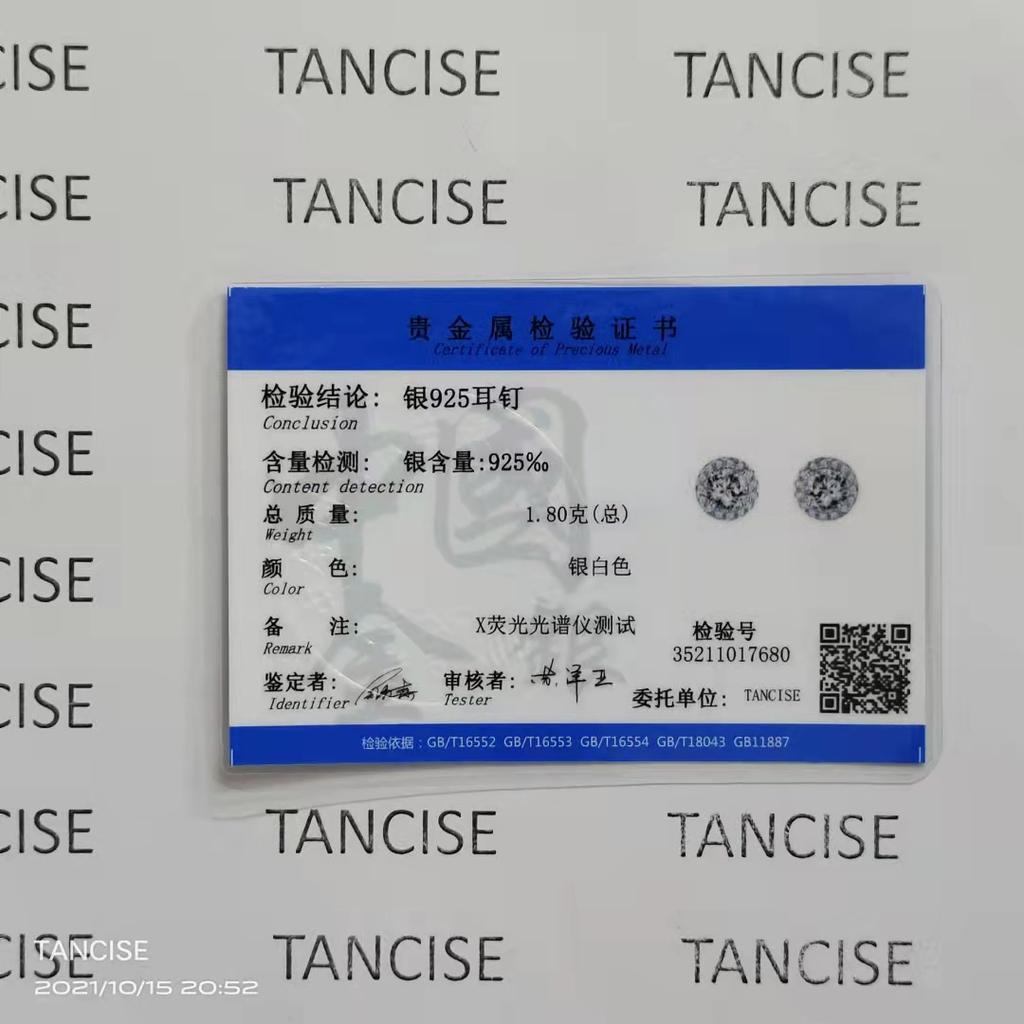 CISE TANCISE TANCISE
CISE TANCISE TANCISE
CISE
贵金属检验证书
Certificate of Precious Metal
检验结论: 银925耳钉
Conclusion
CISE
含量检测: 银含量:925‰
Content detection
总质量: 1.80克(总)
Weight
颜色: 银白色
Color
CISE
备注: X荧光光谱仪测试
Remark
检验号
35211017680
鉴定者:
Identifier
审核者:
Tester
委托单位: TANCISE
CISE
检验依据：GB/T16552 GB/T16553 GB/T16554 GB/T18043 GB11887
CISE TANCISE TANCISE
CISE TANCISE TANCISE
TANCISE
2021/10/15 20:52